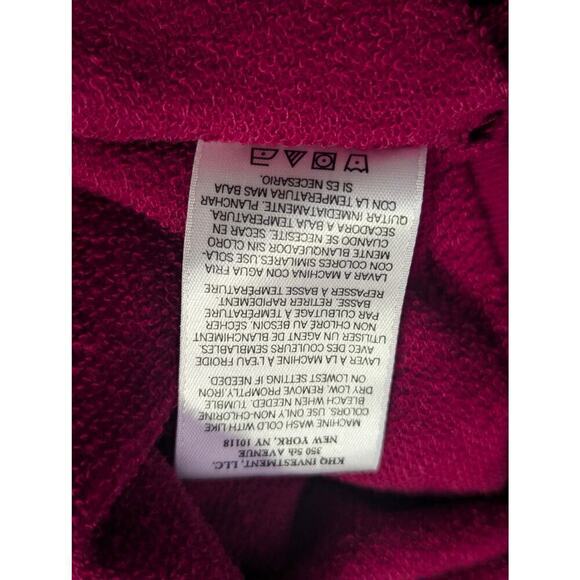 KHQ INVESTMENT, LLC.
350 5th AVENUE
NEW YORK, NY 10118
MACHINE WASH COLD WITH LIKE
COLORS, USE ONLY NON-CHLORINE
BLEACH WHEN NEEDED. TUMBLE
DRY LOW, REMOVE PROMPTLY, IRON
ON LOWEST SETTING IF NEEDED.
LAVER A LA MACHINE À L'EAU FROIDE
AVEC DES COULEURS SEMBLABLES.
UTILISER UN AGENT DE BLANCHIMENT
NON CHLORÉ AU BESOIN, SÉCHER
PAR CULBUTAGE À TEMPÉRATURE
BASSE. RETIRER RAPIDEMENT.
REPASSER À BASSE TEMPÉRATURE
LAVAR A MACHINA CON AGUA FRIA
CON COLORES SIMILARES.USE SOLA-
MENTE BLANQUEADOR SIN CLORO
CUANDO SE NECESITE, SECAR EN
SECADORA A BAJA TEMPERATURA.
QUITAR INMEDIATAMENTE. PLANCHAR
CON LA TEMPERATURA MAS BAJA
SI ES NECESARIO.